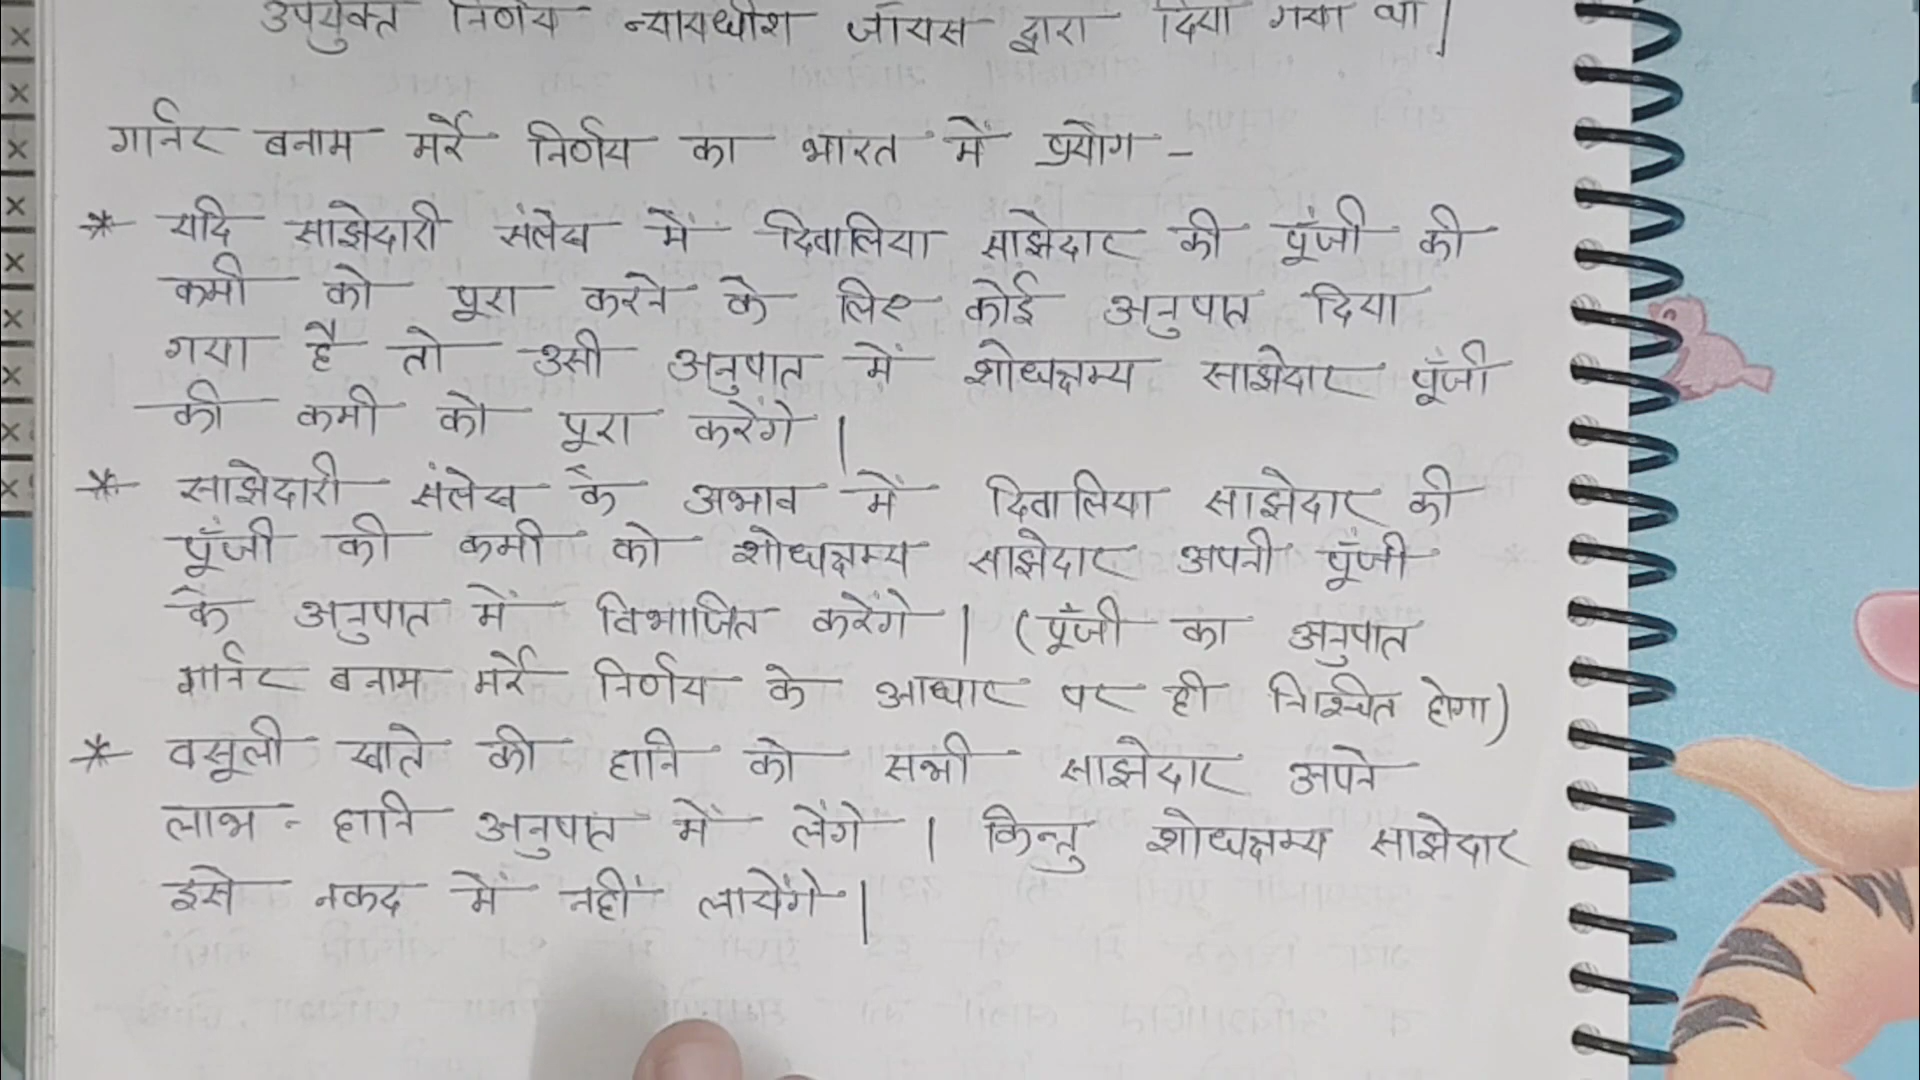 उपर्युक्त निर्णय न्यायधीश जॉयस द्वारा दिया गया था।
गार्नर बनाम मर्रे निर्णय का भारत में प्रयोग -
* यदि साझेदारी संलेख में दिवालिया साझेदार की पूँजी की
कमी को पूरा करने के लिए कोई अनुपात दिया
गया है तो उसी अनुपात में शोधक्षम्य साझेदार पूँजी
की कमी को पूरा करेंगे।
* साझेदारी संलेख के अभाव में दिवालिया साझेदार की
पूँजी की कमी को शोधक्षम्य साझेदार अपनी पूँजी
के अनुपात में विभाजित करेंगे। (पूँजी का अनुपात
गार्नर बनाम मर्रे निर्णय के आधार पर ही निश्चित होगा)
* वसूली खाते की हानि को सभी साझेदार अपने
लाभ - हानि अनुपात में लेंगे। किन्तु शोधक्षम्य साझेदार
इसे नकद में नहीं लायेंगे।